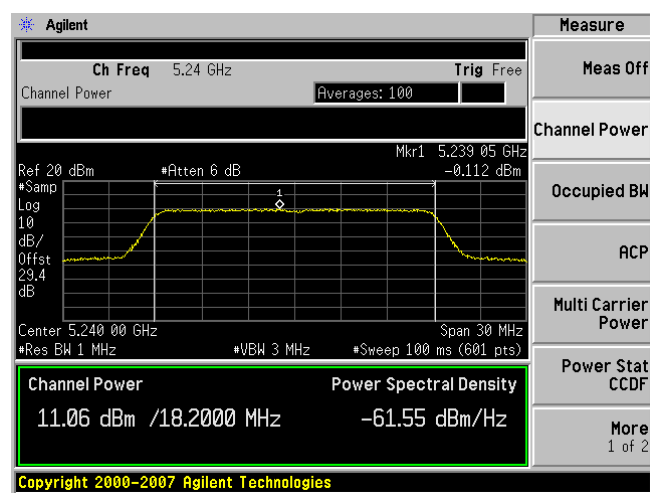 Agilent
Measure
Ch Freq 5.24 GHz Trig Free
Channel Power Averages: 100
Mkr1 5.239 05 GHz
Ref 20 dBm #Atten 6 dB -0.112 dBm
#Samp
Log
10
dB/
Offst
29.4
dB
1
Center 5.240 00 GHz Span 30 MHz
#Res BW 1 MHz #VBW 3 MHz #Sweep 100 ms (601 pts)
Channel Power Power Spectral Density
11.06 dBm /18.2000 MHz -61.55 dBm/Hz
Copyright 2000-2007 Agilent Technologies
Meas Off
Channel Power
Occupied BW
ACP
Multi Carrier
Power
Power Stat
CCDF
More
1 of 2